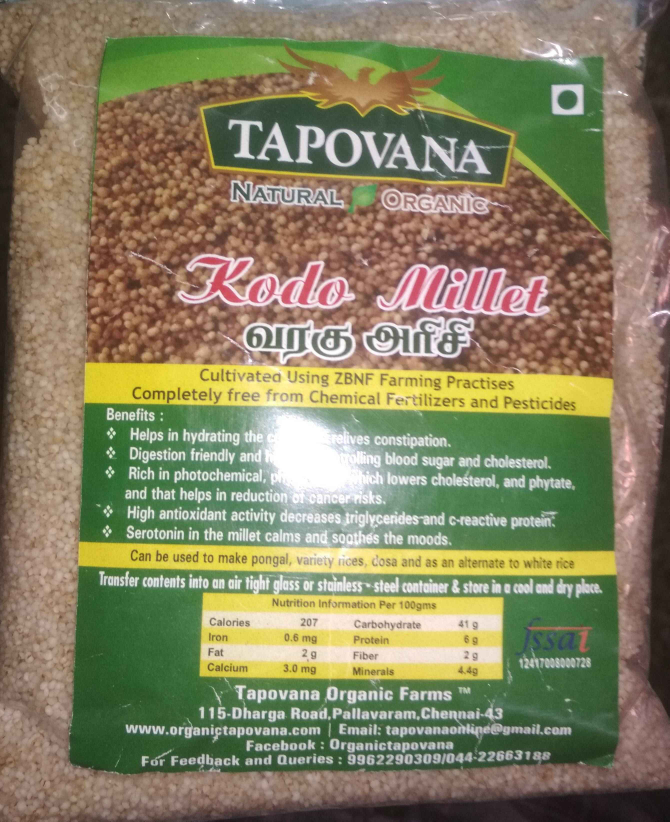 TAPOVANA
NATURAL ORGANIC
Kodo Millet
வரகு அரிசி
Cultivated Using ZBNF Farming Practises
Completely free from Chemical Fertilizers and Pesticides
Benefits :
❖ Helps in hydrating the relives constipation.
❖ Digestion friendly and blood sugar and cholesterol.
❖ Rich in photochemical, which lowers cholesterol, and phytate,
and that helps in reduction of cancer risks.
❖ High antioxidant activity decreases triglycerides and c-reactive protein.
❖ Serotonin in the millet calms and soothes the moods.
Can be used to make pongal, variety rices, dosa and as an alternate to white rice
Transfer contents into an air tight glass or stainless - steel container & store in a cool and dry place.
Nutrition Information Per 100gms
Calories 207 Carbohydrate 41 g
Iron 0.6 mg Protein 6 g
Fat 2 g Fiber 2 g
Calcium 3.0 mg Minerals 4.4g
fssai
12417008000728
Tapovana Organic Farms ™
115-Dharga Road,Pallavaram,Chennai-43
www.organictapovana.com | Email: tapovanaonline@gmail.com
Facebook : Organictapovana
For Feedback and Queries : 9962290309/044-22663188